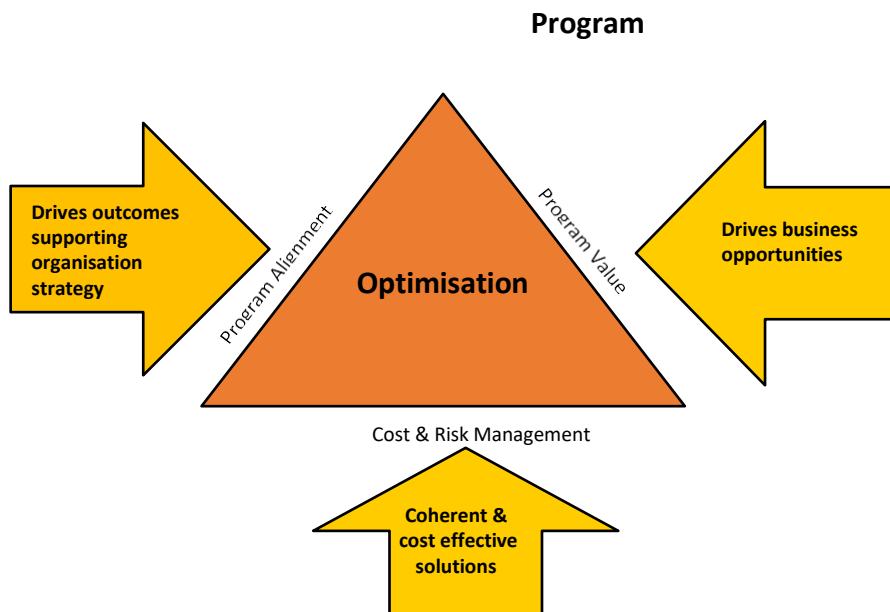 Program
Drives outcomes
supporting
organisation
strategy
Program Alignment
Optimisation
Program Value
Drives business
opportunities
Cost & Risk Management
Coherent &
cost effective
solutions